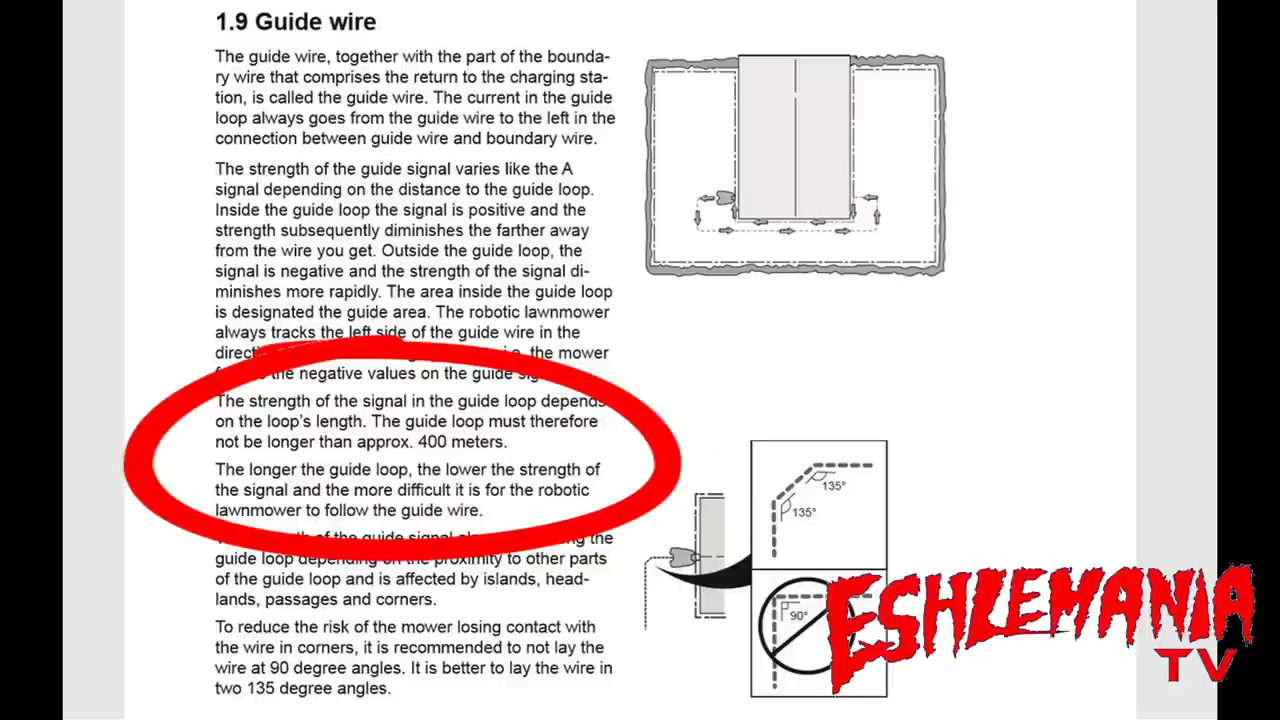 1.9 Guide wire
The guide wire, together with the part of the bounda-
ry wire that comprises the return to the charging sta-
tion, is called the guide wire. The current in the guide
loop always goes from the guide wire to the left in the
connection between guide wire and boundary wire.
The strength of the guide signal varies like the A
signal depending on the distance to the guide loop.
Inside the guide loop the signal is positive and the
strength subsequently diminishes the farther away
from the wire you get. Outside the guide loop, the
signal is negative and the strength of the signal di-
minishes more rapidly. The area inside the guide loop
is designated the guide area. The robotic lawnmower
always tracks the left side of the guide wire in the
the mower
the negative values on the guide
The strength of the signal in the guide loop depends
on the loop's length. The guide loop must therefore
not be longer than approx. 400 meters.
The longer the guide loop, the lower the strength of
the signal and the more difficult it is for the robotic
lawnmower to follow the guide wire.
of the guide signal the
guide loop depending on the proximity to other parts
of the guide loop and is affected by islands, head-
lands, passages and corners.
To reduce the risk of the mower losing contact with
the wire in corners, it is recommended to not lay the
wire at 90 degree angles. It is better to lay the wire in
two 135 degree angles.
135°
135°
90°
ESHLEMANIA
TV